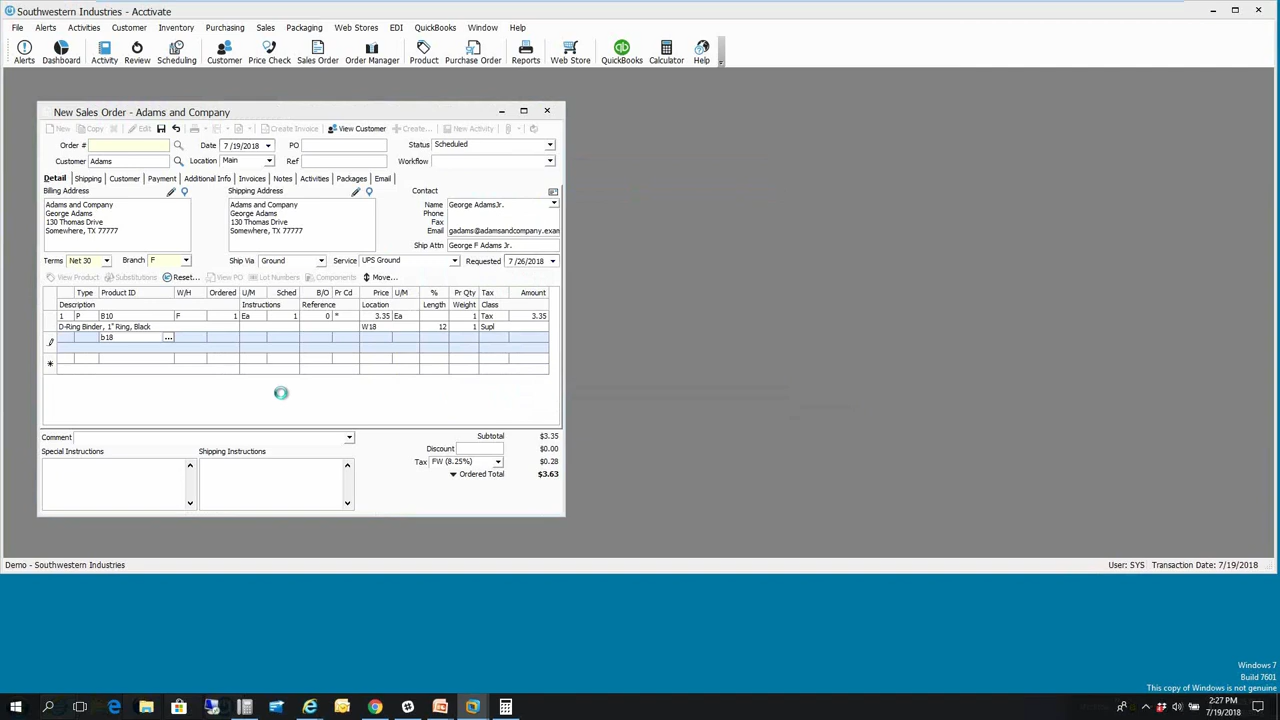 Southwestern Industries - Acctivate
File Alerts Activities Customer Inventory Purchasing Sales Packaging Web Stores EDI QuickBooks Window Help
Alerts Dashboard Activity Review Scheduling Customer Price Check Sales Order Order Manager Product Purchase Order Reports Web Store QuickBooks Calculator Help
New Sales Order - Adams and Company
New Copy Edit Create Invoice View Customer Create... New Activity
Order # Date 7/19/2018 PO Status Scheduled
Customer Adams Location Main Ref Workflow
Detail Shipping Customer Payment Additional Info Invoices Notes Activities Packages Email
Billing Address Shipping Address Contact
Adams and Company Adams and Company Name George AdamsJr.
George Adams George Adams Phone
130 Thomas Drive 130 Thomas Drive Fax
Somewhere, TX 77777 Somewhere, TX 77777 Email gadams@adamsandcompany.exan
Ship Attn George F Adams Jr.
Terms Net 30 Branch F Ship Via Ground Service UPS Ground Requested 7/26/2018
View Product Substitutions Reset... View PO Lot Numbers Components Move...
Type Product ID W/H Ordered U/M Sched B/O Pr Cd Price U/M % Pr Qty Tax Amount
Description Instructions Reference Location Length Weight Class
1 P B10 F 1 Ea 1 0 * 3.35 Ea 1 Tax 3.35
D-Ring Binder, 1" Ring, Black W18 12 1 Supl
b18 ...
Comment Subtotal $3.35
Special Instructions Shipping Instructions Discount $0.00
Tax FW (8.25%) $0.28
Ordered Total $3.63
Demo - Southwestern Industries User: SYS Transaction Date: 7/19/2018
Windows 7
Build 7601
This copy of Windows is not genuine
2:27 PM
7/19/2018